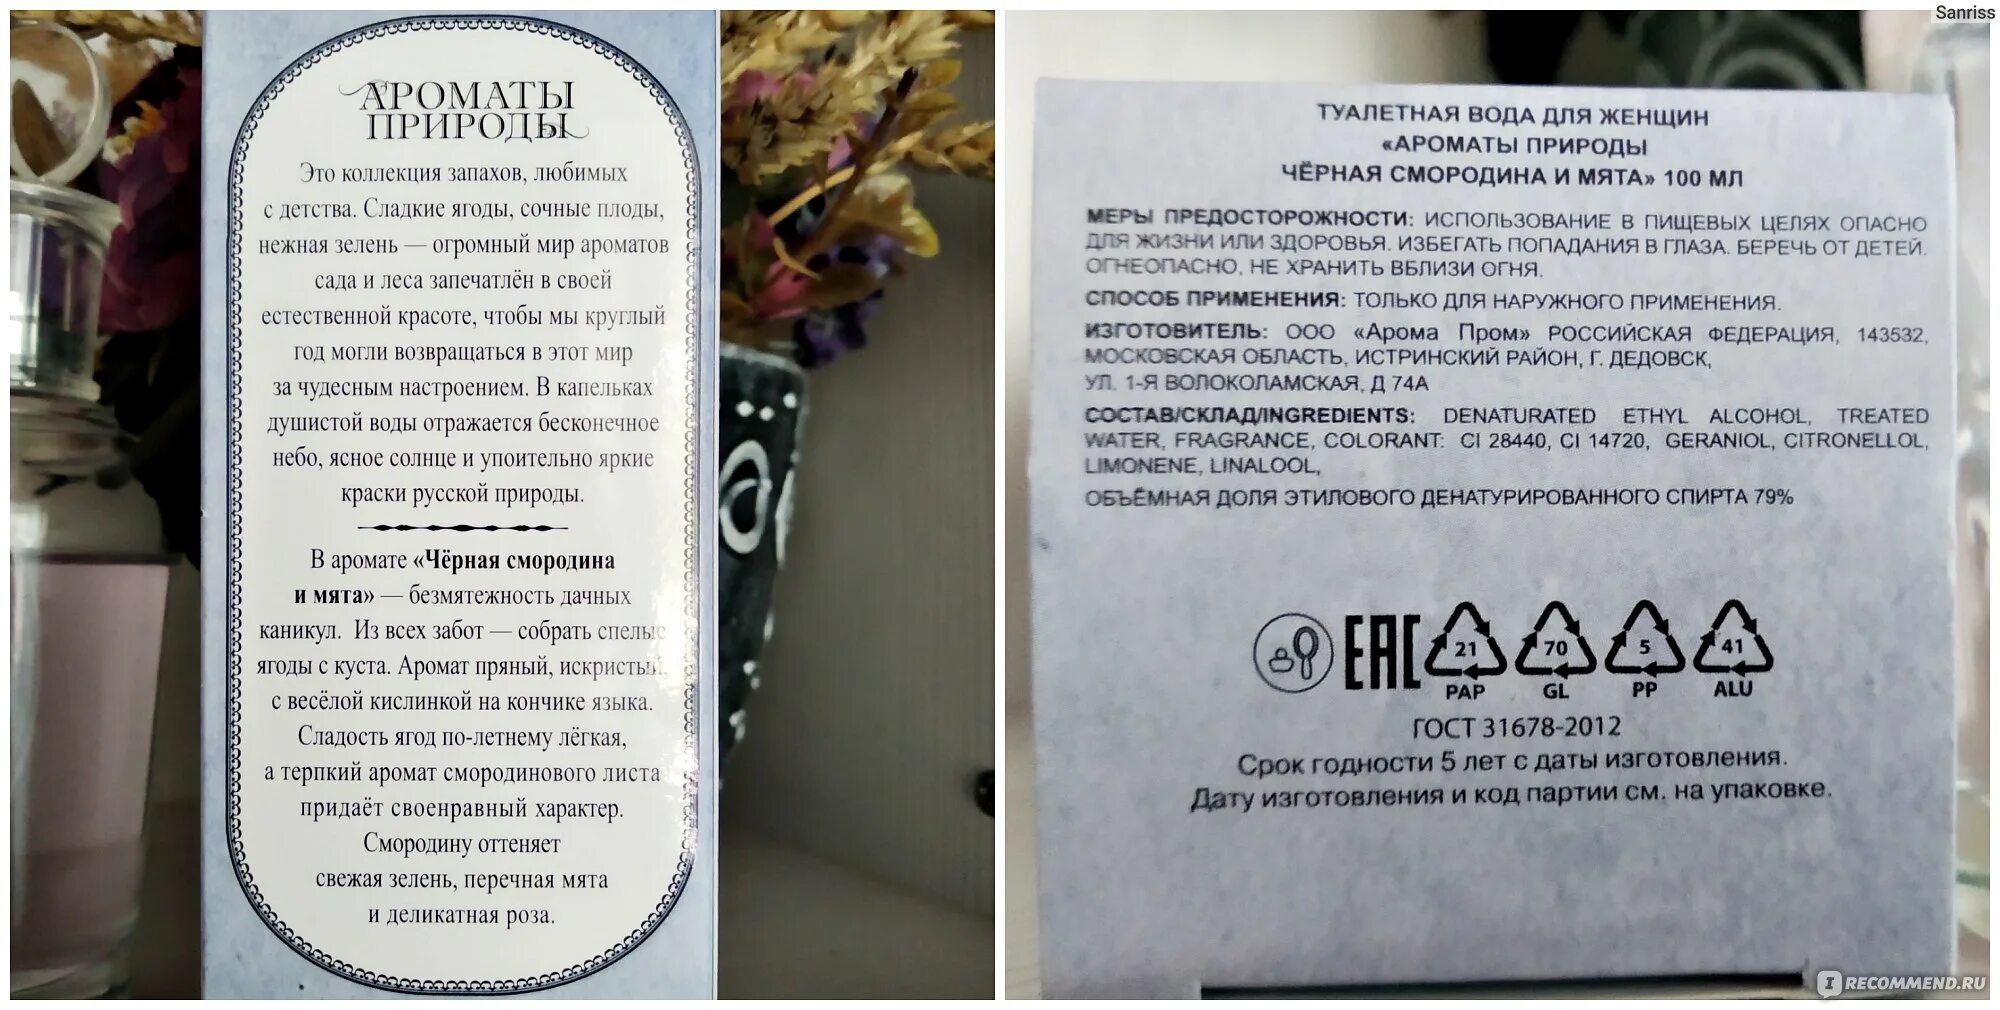 АРОМАТЫ
ПРИРОДЫ
Это коллекция запахов, любимых
с детства. Сладкие ягоды, сочные плоды,
нежная зелень — огромный мир ароматов
сада и леса запечатлён в своей
естественной красоте, чтобы мы круглый
год могли возвращаться в этот мир
за чудесным настроением. В капельках
душистой воды отражается бесконечное
небо, ясное солнце и упоительно яркие
краски русской природы.
В аромате «Чёрная смородина
и мята» — безмятежность дачных
каникул. Из всех забот — собрать спелые
ягоды с куста. Аромат пряный, искристый,
с весёлой кислинкой на кончике языка.
Сладость ягод по-летнему лёгкая,
а терпкий аромат смородинового листа
придаёт своенравный характер.
Смородину оттеняет
свежая зелень, перечная мята
и деликатная роза.
Sanriss
ТУАЛЕТНАЯ ВОДА ДЛЯ ЖЕНЩИН
«АРОМАТЫ ПРИРОДЫ
ЧЁРНАЯ СМОРОДИНА И МЯТА» 100 МЛ
МЕРЫ ПРЕДОСТОРОЖНОСТИ: ИСПОЛЬЗОВАНИЕ В ПИЩЕВЫХ ЦЕЛЯХ ОПАСНО
ДЛЯ ЖИЗНИ ИЛИ ЗДОРОВЬЯ. ИЗБЕГАТЬ ПОПАДАНИЯ В ГЛАЗА. БЕРЕЧЬ ОТ ДЕТЕЙ.
ОГНЕОПАСНО, НЕ ХРАНИТЬ ВБЛИЗИ ОГНЯ.
СПОСОБ ПРИМЕНЕНИЯ: ТОЛЬКО ДЛЯ НАРУЖНОГО ПРИМЕНЕНИЯ.
ИЗГОТОВИТЕЛЬ: ООО «Арома Пром» РОССИЙСКАЯ ФЕДЕРАЦИЯ, 143532,
МОСКОВСКАЯ ОБЛАСТЬ, ИСТРИНСКИЙ РАЙОН, Г. ДЕДОВСК,
УЛ. 1-Я ВОЛОКОЛАМСКАЯ, Д 74А
СОСТАВ/СКЛАД/INGREDIENTS: DENATURATED ETHYL ALCOHOL, TREATED
WATER, FRAGRANCE, COLORANT: CI 28440, CI 14720, GERANIOL, CITRONELLOL,
LIMONENE, LINALOOL,
ОБЪЁМНАЯ ДОЛЯ ЭТИЛОВОГО ДЕНАТУРИРОВАННОГО СПИРТА 79%
EAC 21 70 5 41
PAP GL PP ALU
ГОСТ 31678-2012
Срок годности 5 лет с даты изготовления.
Дату изготовления и код партии см. на упаковке.
I RECOMMEND.RU